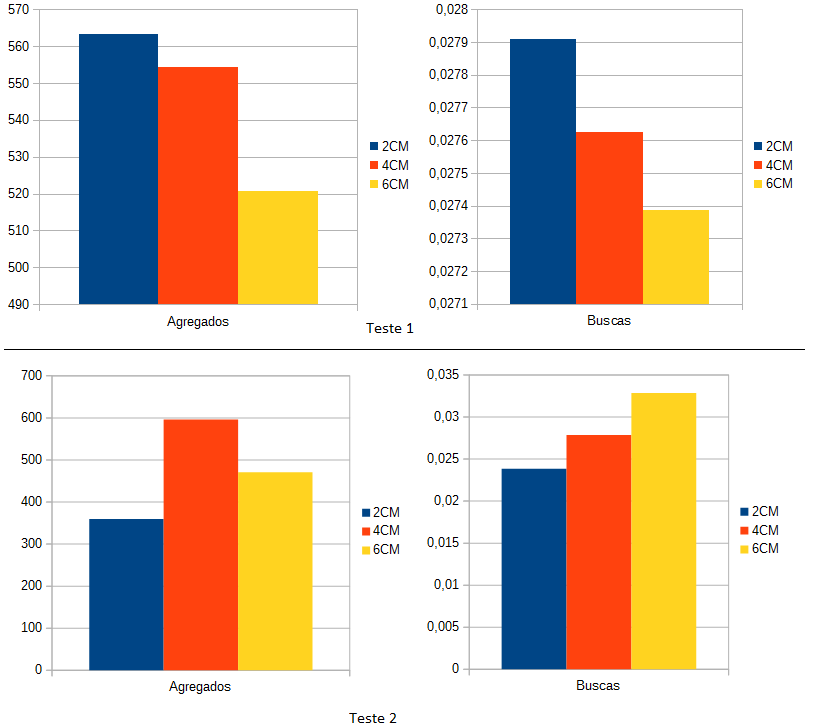 570
560
550
540
530
520
510
500
490
Agregados
2CM
4CM
6CM
0,028
0,0279
0,0278
0,0277
0,0276
0,0275
0,0274
0,0273
0,0272
0,0271
Buscas
2CM
4CM
6CM
Teste 1
700
600
500
400
300
200
100
0
Agregados
2CM
4CM
6CM
0,035
0,03
0,025
0,02
0,015
0,01
0,005
0
Buscas
2CM
4CM
6CM
Teste 2